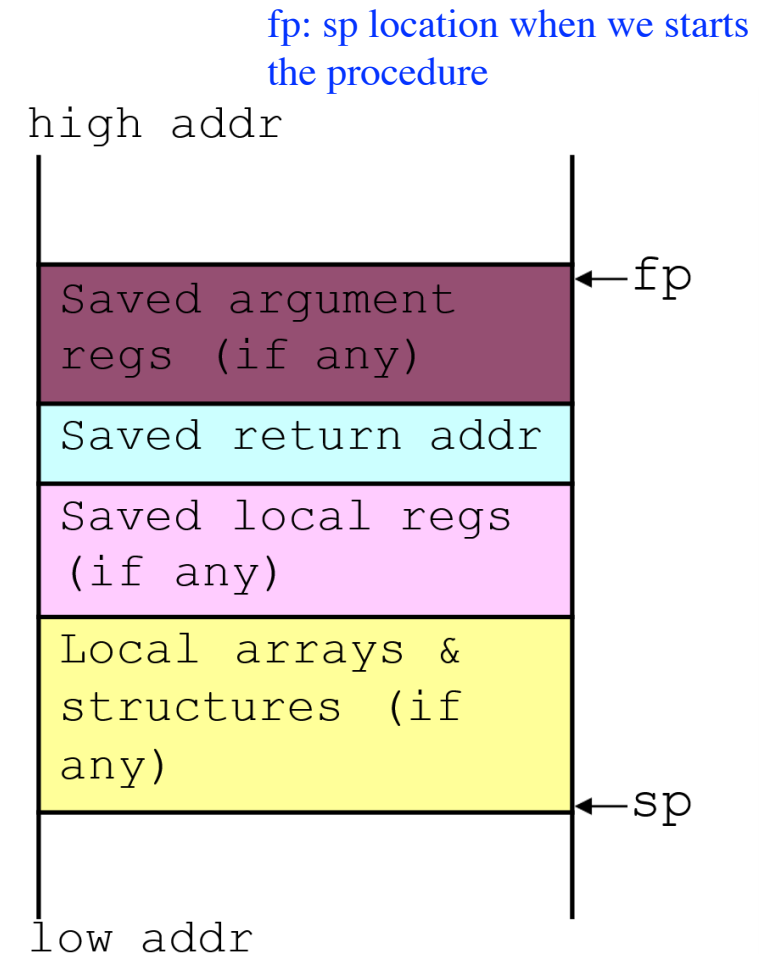 fp: sp location when we starts
the procedure
high addr
fp
Saved argument
regs (if any)
Saved return addr
Saved local regs
(if any)
Local arrays &
structures (if
any)
sp
low addr